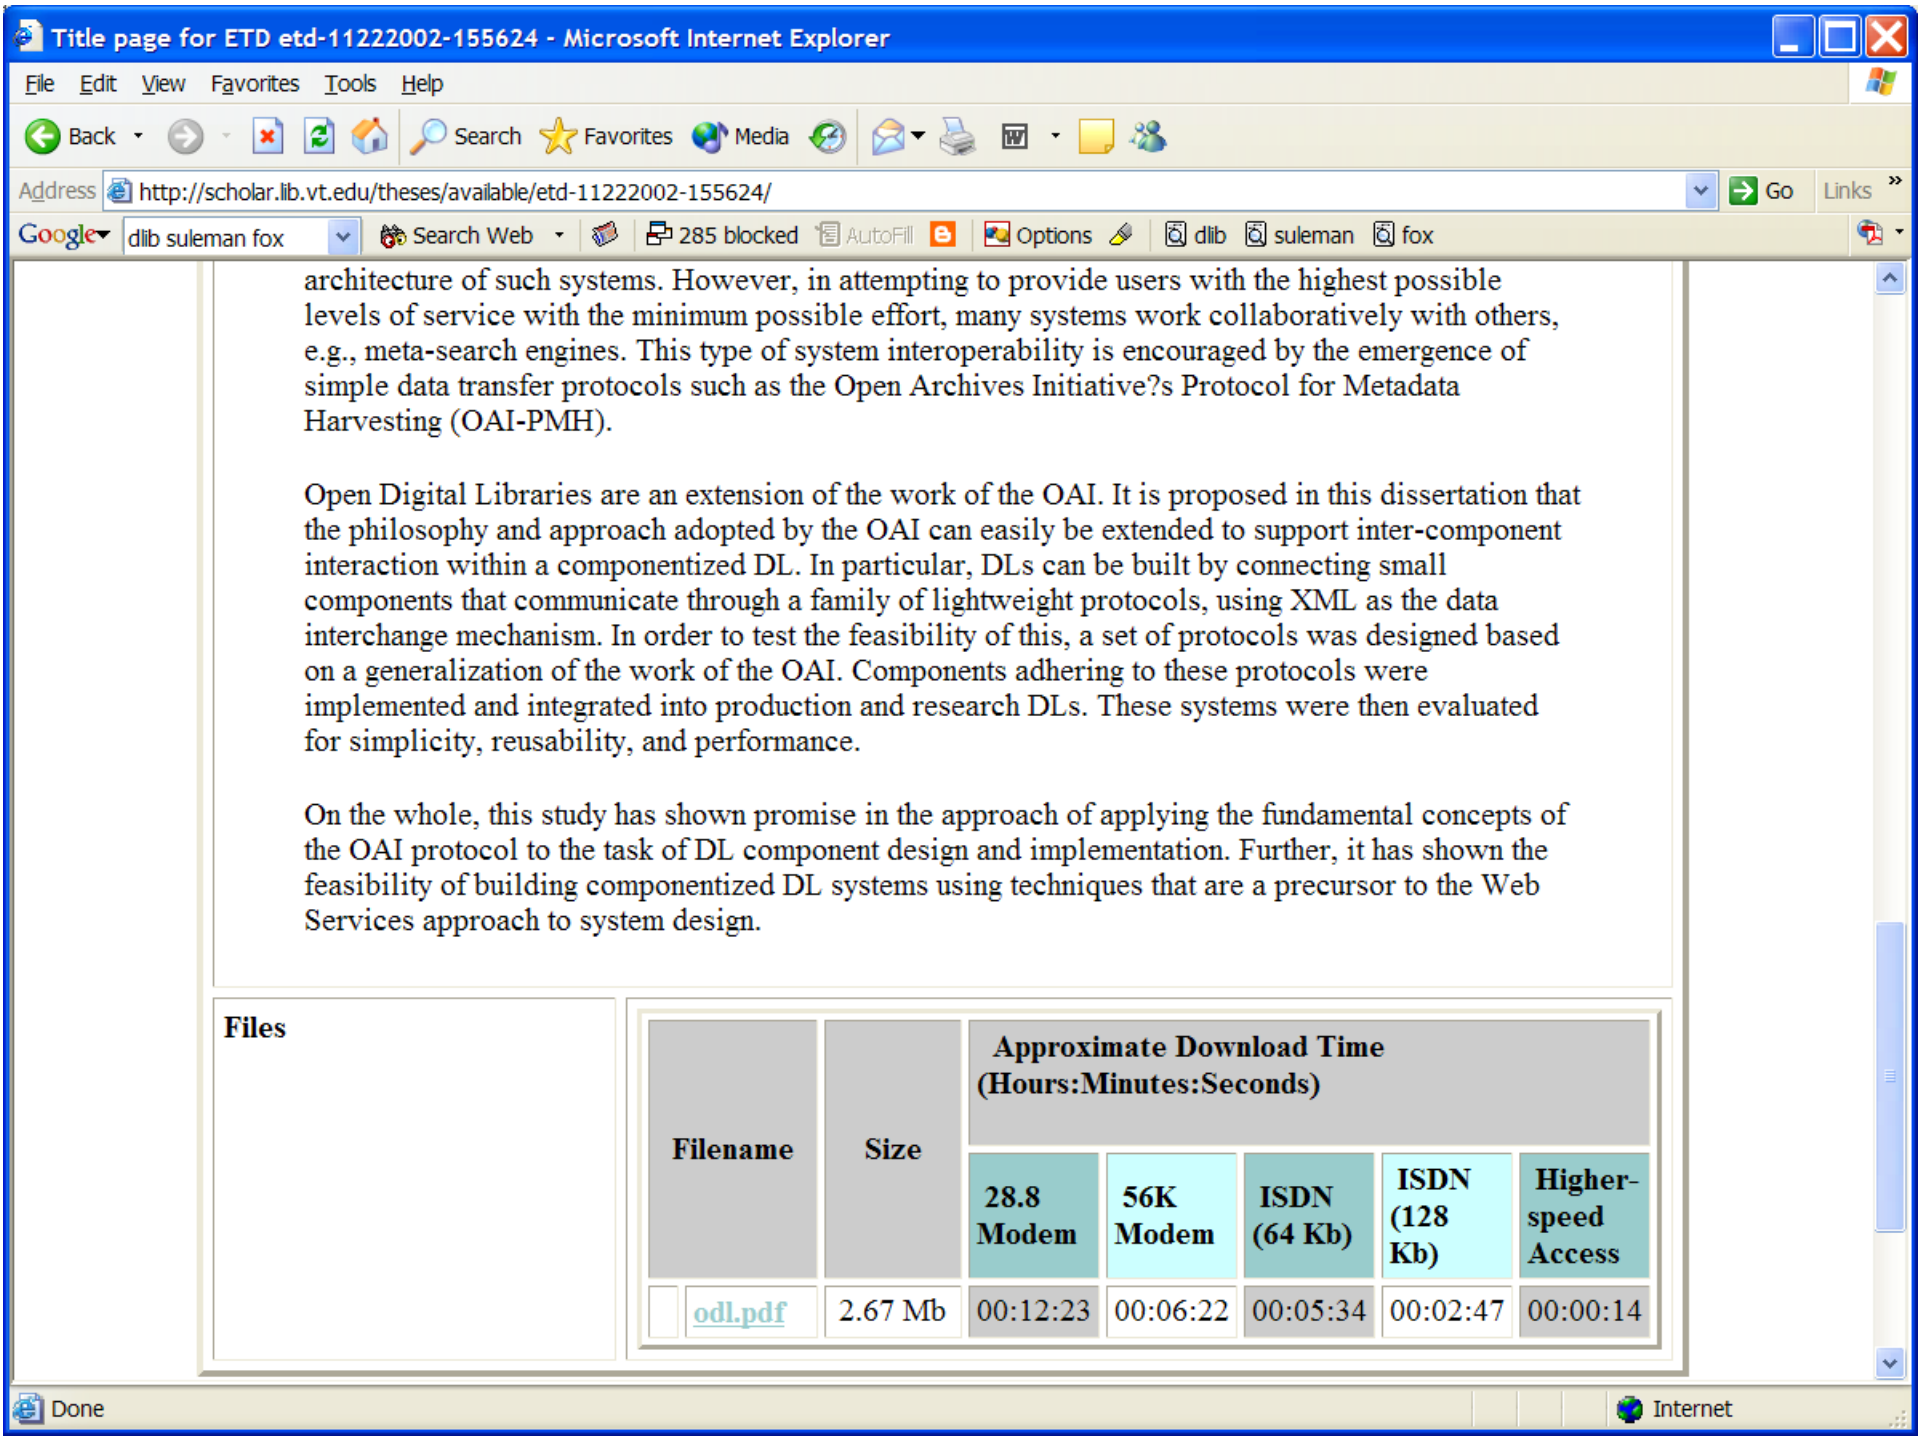 Title page for ETD etd-11222002-155624 - Microsoft Internet Explorer
File Edit View Favorites Tools Help
Back Search Favorites Media
Address http://scholar.lib.vt.edu/theses/available/etd-11222002-155624/ Go Links »
Google dlib suleman fox Search Web 285 blocked AutoFill Options dlib suleman fox
architecture of such systems. However, in attempting to provide users with the highest possible
levels of service with the minimum possible effort, many systems work collaboratively with others,
e.g., meta-search engines. This type of system interoperability is encouraged by the emergence of
simple data transfer protocols such as the Open Archives Initiative?s Protocol for Metadata
Harvesting (OAI-PMH).
Open Digital Libraries are an extension of the work of the OAI. It is proposed in this dissertation that
the philosophy and approach adopted by the OAI can easily be extended to support inter-component
interaction within a componentized DL. In particular, DLs can be built by connecting small
components that communicate through a family of lightweight protocols, using XML as the data
interchange mechanism. In order to test the feasibility of this, a set of protocols was designed based
on a generalization of the work of the OAI. Components adhering to these protocols were
implemented and integrated into production and research DLs. These systems were then evaluated
for simplicity, reusability, and performance.
On the whole, this study has shown promise in the approach of applying the fundamental concepts of
the OAI protocol to the task of DL component design and implementation. Further, it has shown the
feasibility of building componentized DL systems using techniques that are a precursor to the Web
Services approach to system design.
Files
Filename
Size
Approximate Download Time
(Hours:Minutes:Seconds)
28.8
Modem
56K
Modem
ISDN
(64 Kb)
ISDN
(128
Kb)
Higher-
speed
Access
odl.pdf 2.67 Mb 00:12:23 00:06:22 00:05:34 00:02:47 00:00:14
Done Internet